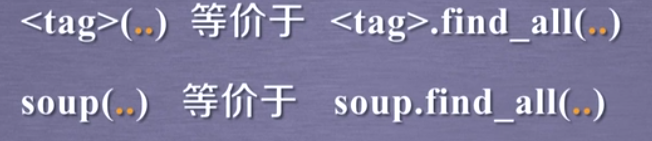 <tag>(..) 等价于 <tag>.find_all(..)
soup(..) 等价于 soup.find_all(..)